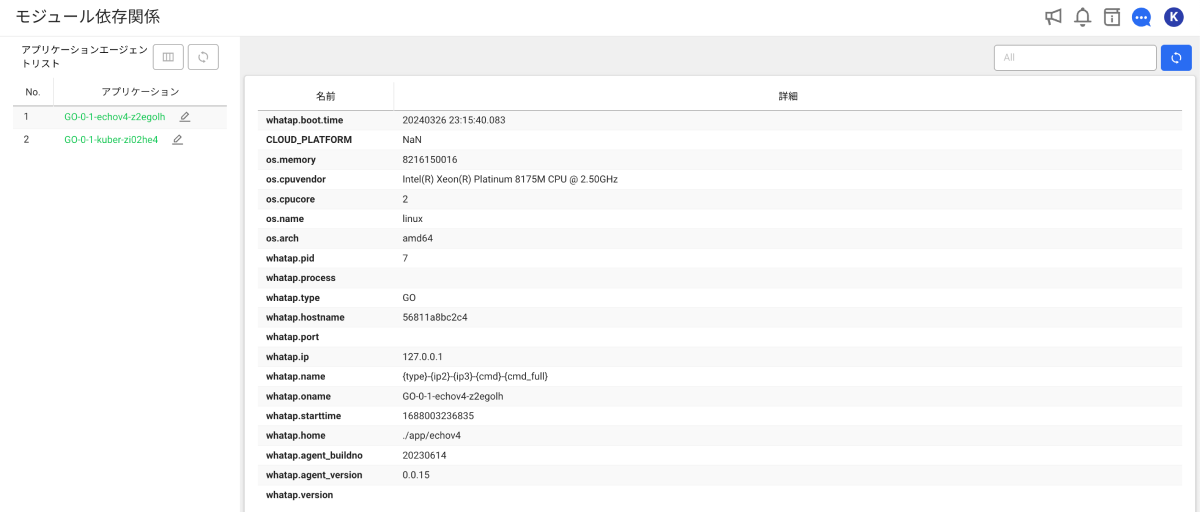 モジュール依存関係
K
アプリケーションエージェン
トリスト
No. アプリケーション
1 GO-0-1-echov4-z2egolh
2 GO-0-1-kuber-zi02he4
All
名前 詳細
whatap.boot.time 20240326 23:15:40.083
CLOUD_PLATFORM NaN
os.memory 8216150016
os.cpuvendor Intel(R) Xeon(R) Platinum 8175M CPU @ 2.50GHz
os.cpucore 2
os.name linux
os.arch amd64
whatap.pid 7
whatap.process
whatap.type GO
whatap.hostname 56811a8bc2c4
whatap.port
whatap.ip 127.0.0.1
whatap.name {type}-{ip2}-{ip3}-{cmd}-{cmd_full}
whatap.oname GO-0-1-echov4-z2egolh
whatap.starttime 1688003236835
whatap.home ./app/echov4
whatap.agent_buildno 20230614
whatap.agent_version 0.0.15
whatap.version